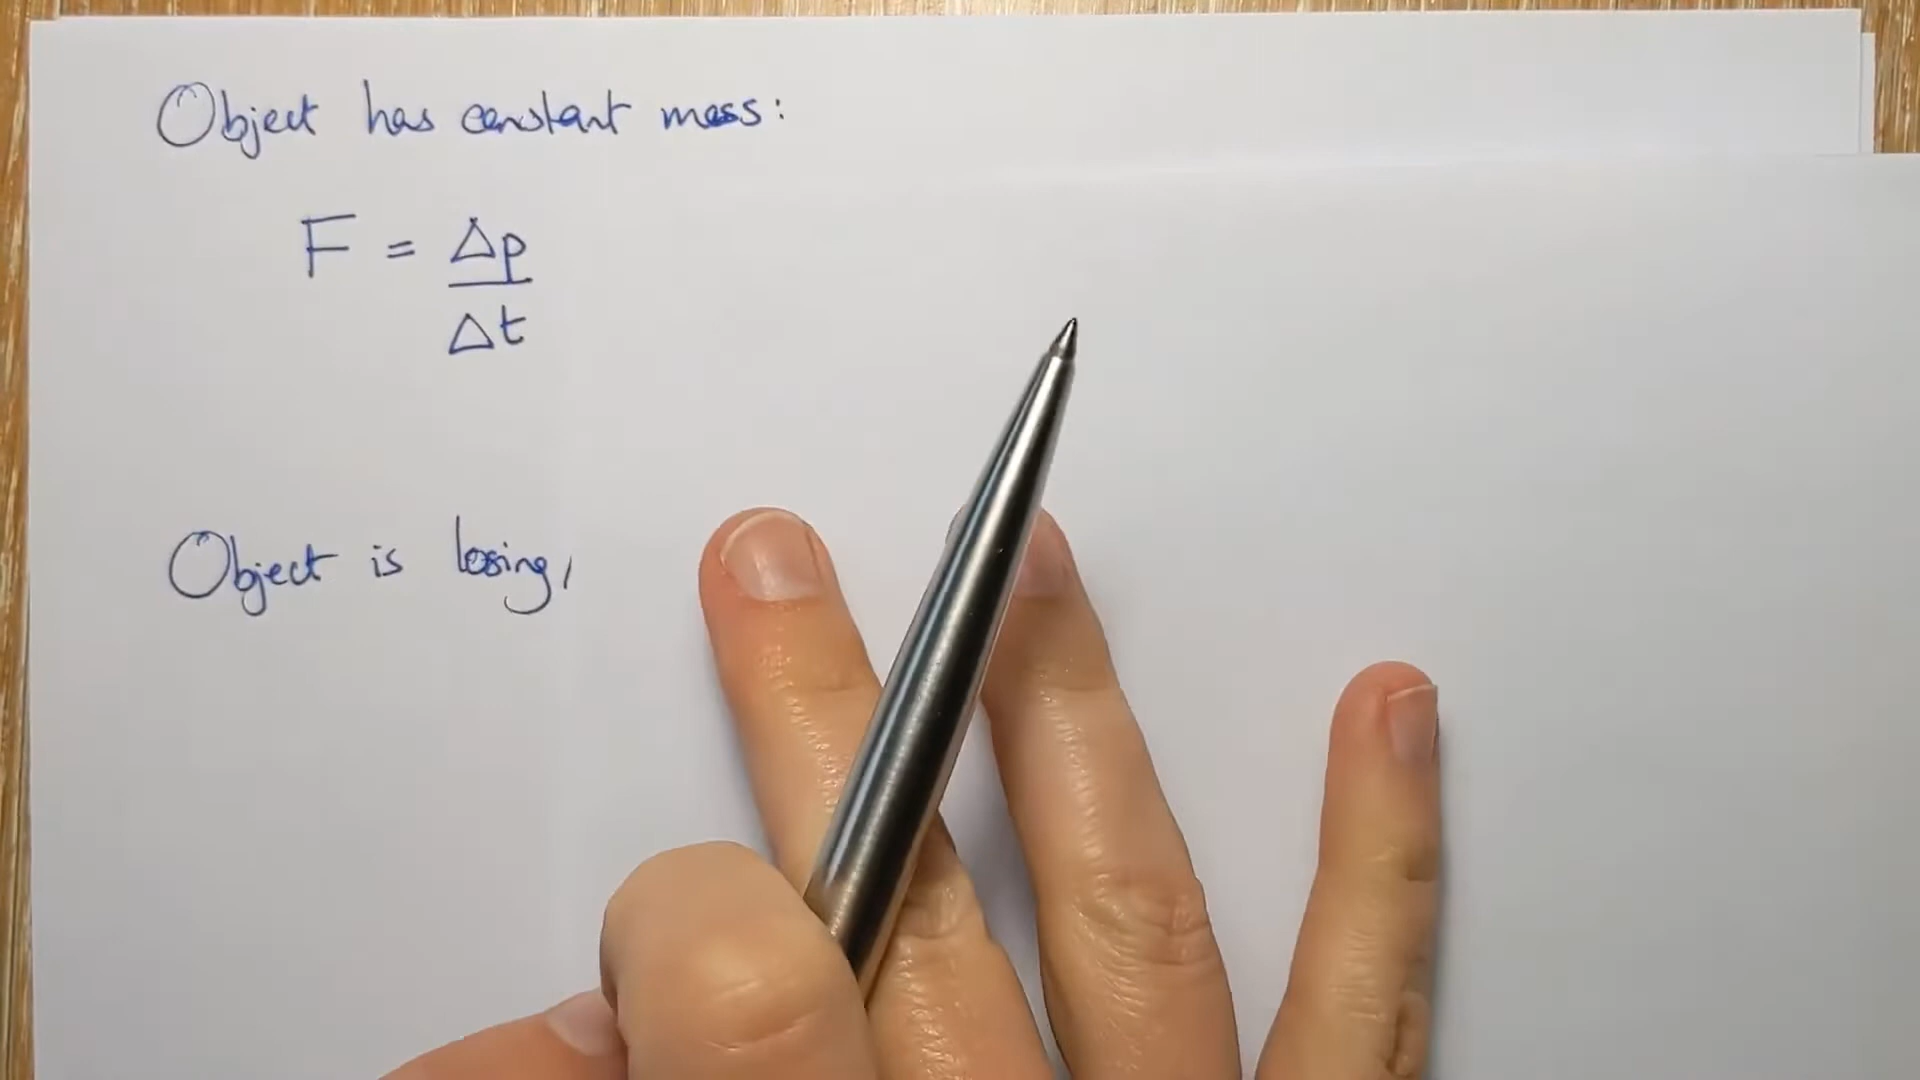 Object has constant mass:
F = Δp
Δt
Object is losing,